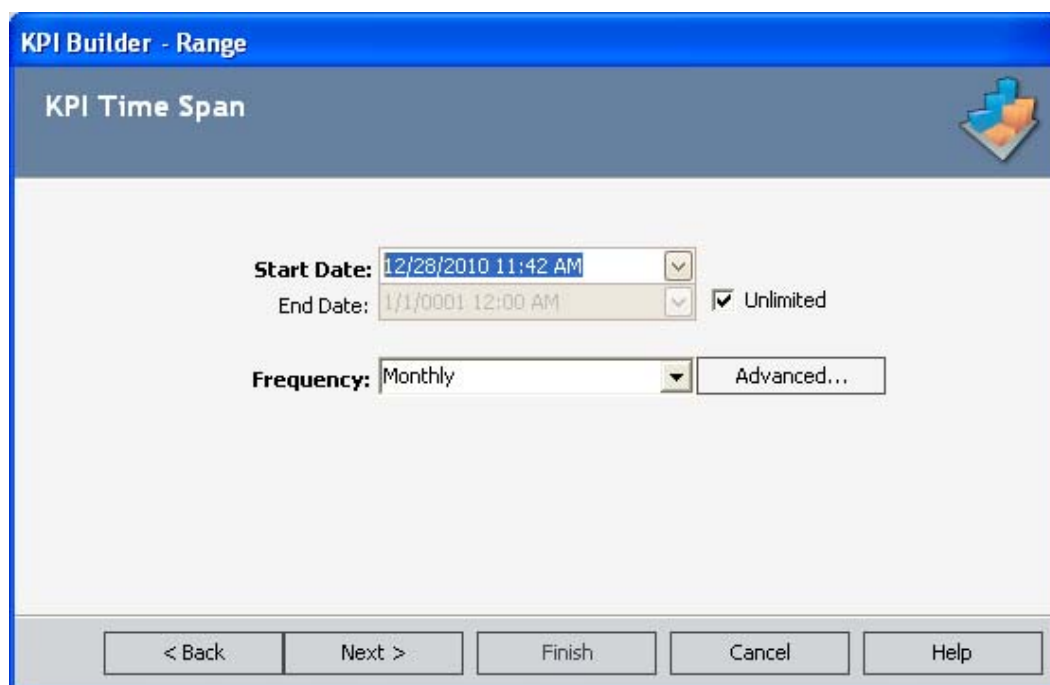 KPI Builder - Range
KPI Time Span
Start Date: 12/28/2010 11:42 AM
End Date: 1/1/0001 12:00 AM Unlimited
Frequency: Monthly Advanced...
< Back Next > Finish Cancel Help